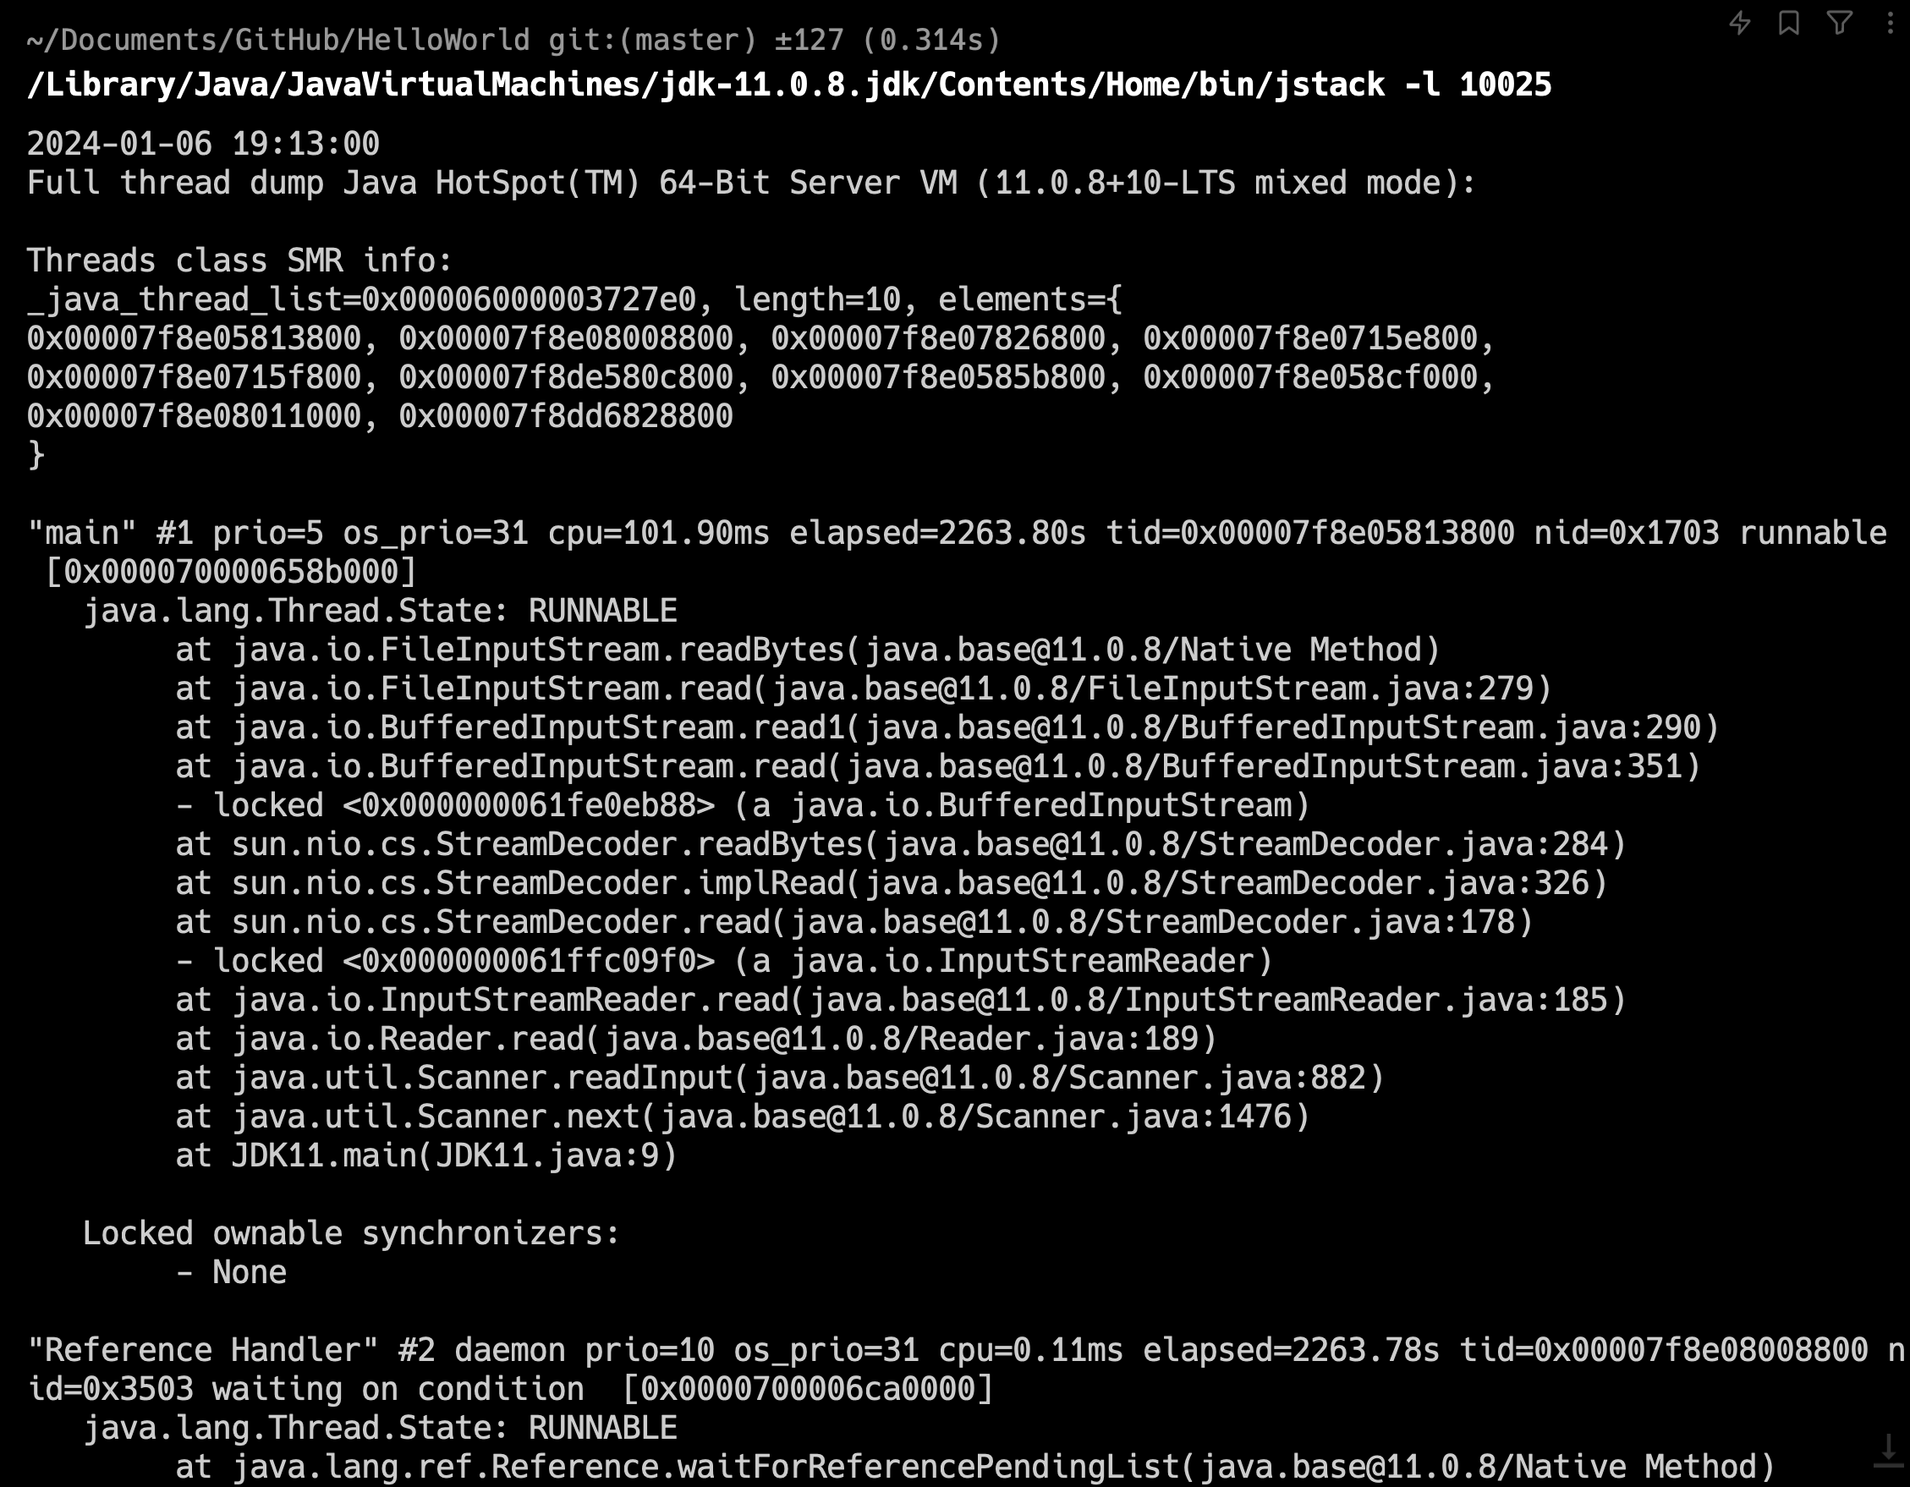 ~/Documents/GitHub/HelloWorld git:(master) ±127 (0.314s)
/Library/Java/JavaVirtualMachines/jdk-11.0.8.jdk/Contents/Home/bin/jstack -l 10025
2024-01-06 19:13:00
Full thread dump Java HotSpot(TM) 64-Bit Server VM (11.0.8+10-LTS mixed mode):
Threads class SMR info:
_java_thread_list=0x00006000003727e0, length=10, elements={
0x00007f8e05813800, 0x00007f8e08008800, 0x00007f8e07826800, 0x00007f8e0715e800,
0x00007f8e0715f800, 0x00007f8de580c800, 0x00007f8e0585b800, 0x00007f8e058cf000,
0x00007f8e08011000, 0x00007f8dd6828800
}
"main" #1 prio=5 os_prio=31 cpu=101.90ms elapsed=2263.80s tid=0x00007f8e05813800 nid=0x1703 runnable
 [0x000070000658b000]
   java.lang.Thread.State: RUNNABLE
        at java.io.FileInputStream.readBytes(java.base@11.0.8/Native Method)
        at java.io.FileInputStream.read(java.base@11.0.8/FileInputStream.java:279)
        at java.io.BufferedInputStream.read1(java.base@11.0.8/BufferedInputStream.java:290)
        at java.io.BufferedInputStream.read(java.base@11.0.8/BufferedInputStream.java:351)
        - locked <0x000000061fe0eb88> (a java.io.BufferedInputStream)
        at sun.nio.cs.StreamDecoder.readBytes(java.base@11.0.8/StreamDecoder.java:284)
        at sun.nio.cs.StreamDecoder.implRead(java.base@11.0.8/StreamDecoder.java:326)
        at sun.nio.cs.StreamDecoder.read(java.base@11.0.8/StreamDecoder.java:178)
        - locked <0x000000061ffc09f0> (a java.io.InputStreamReader)
        at java.io.InputStreamReader.read(java.base@11.0.8/InputStreamReader.java:185)
        at java.io.Reader.read(java.base@11.0.8/Reader.java:189)
        at java.util.Scanner.readInput(java.base@11.0.8/Scanner.java:882)
        at java.util.Scanner.next(java.base@11.0.8/Scanner.java:1476)
        at JDK11.main(JDK11.java:9)
   Locked ownable synchronizers:
        - None
"Reference Handler" #2 daemon prio=10 os_prio=31 cpu=0.11ms elapsed=2263.78s tid=0x00007f8e08008800 n
id=0x3503 waiting on condition  [0x0000700006ca0000]
   java.lang.Thread.State: RUNNABLE
        at java.lang.ref.Reference.waitForReferencePendingList(java.base@11.0.8/Native Method)